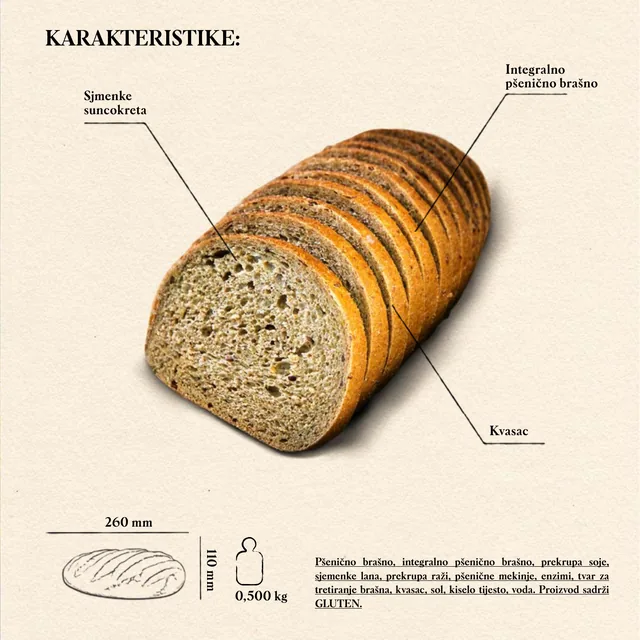 KARAKTERISTIKE:
Sjmenke
suncokreta
Integralno
pšenično brašno
Kvasac
260 mm
110 mm
0,500 kg
Pšenično brašno, integralno pšenično brašno, prekrupa soje,
sjemenke lana, prekrupa raži, pšenične mekinje, enzimi, tvar za
tretiranje brašna, kvasac, sol, kiselo tijesto, voda. Proizvod sadrži
GLUTEN.